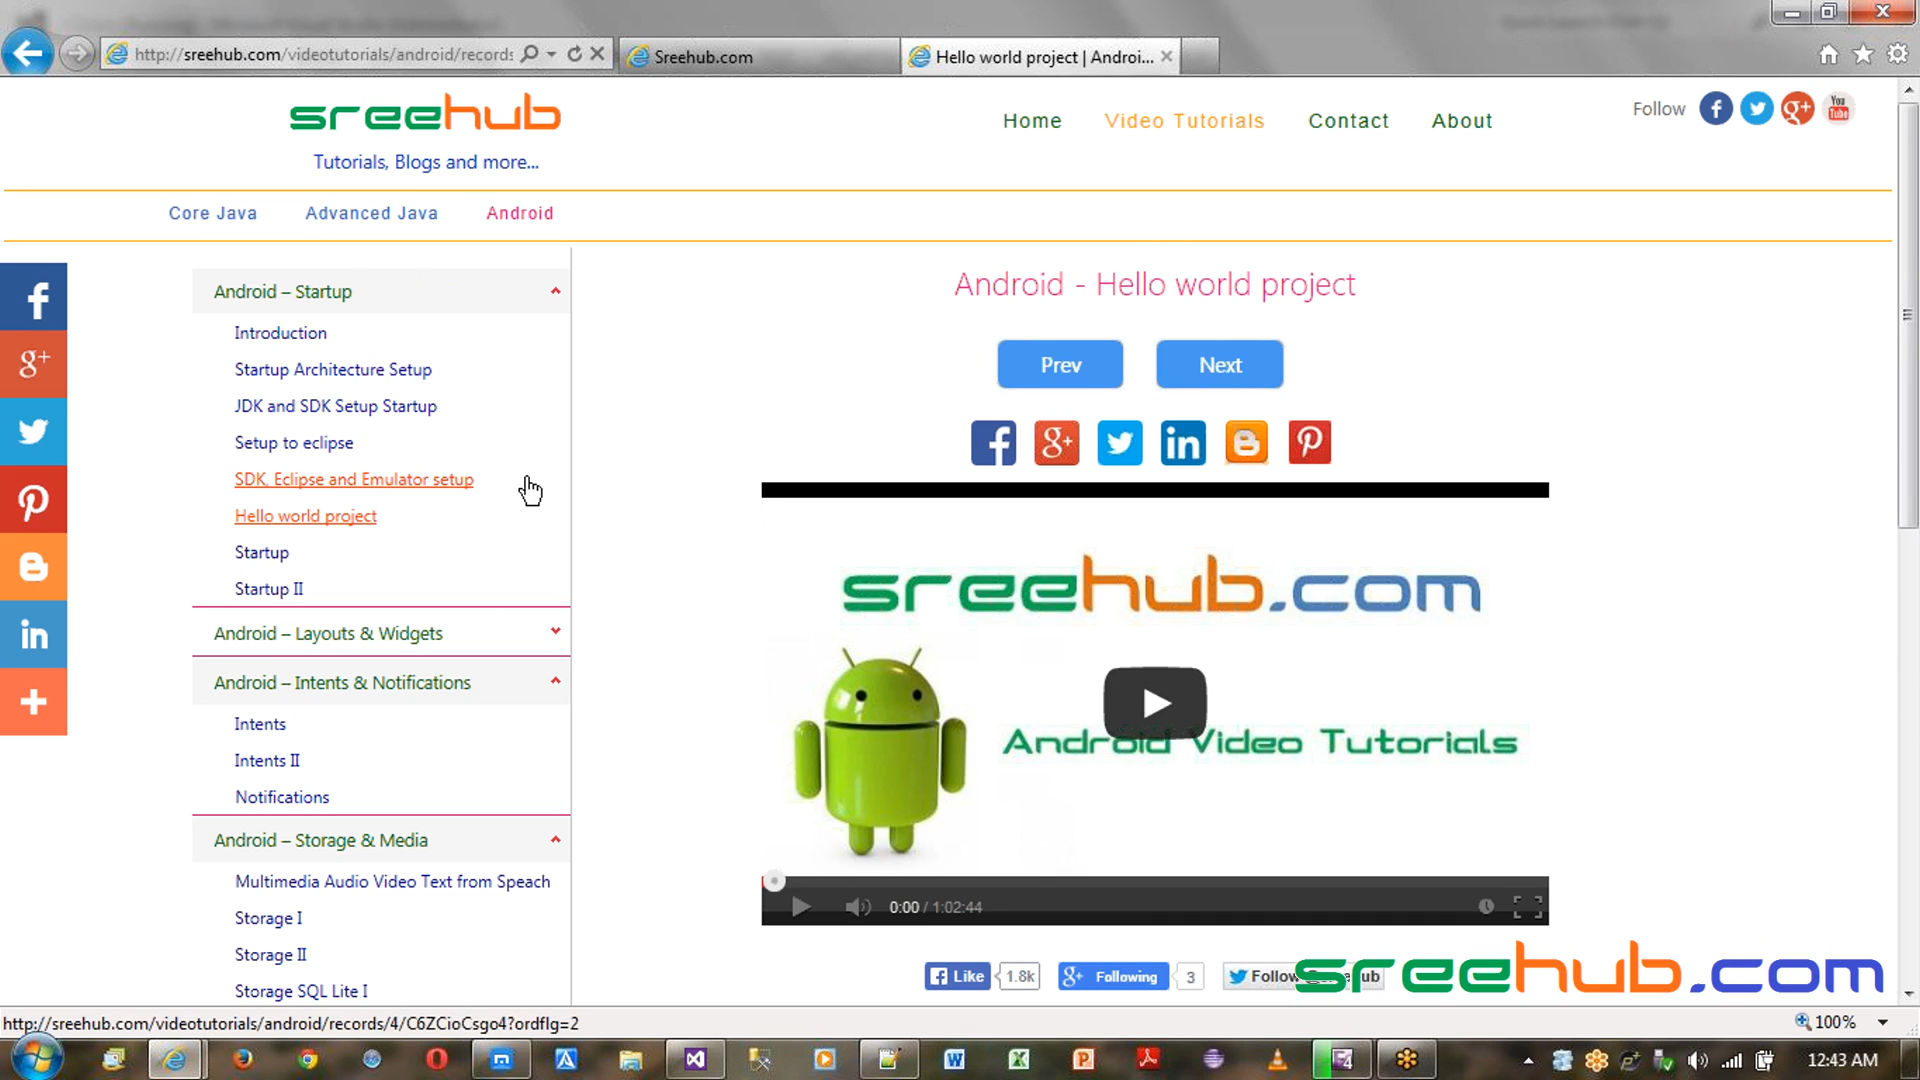 http://sreehub.com/videotutorials/android/records
Sreehub.com
Hello world project | Androi...
sreehub
Tutorials, Blogs and more...
Home
Video Tutorials
Contact
About
Follow
You
Tube
Core Java
Advanced Java
Android
Android – Startup
Introduction
Startup Architecture Setup
JDK and SDK Setup Startup
Setup to eclipse
SDK, Eclipse and Emulator setup
Hello world project
Startup
Startup II
Android – Layouts & Widgets
Android – Intents & Notifications
Intents
Intents II
Notifications
Android – Storage & Media
Multimedia Audio Video Text from Speach
Storage I
Storage II
Storage SQL Lite I
Android - Hello world project
Prev
Next
sreehub.com
Android Video Tutorials
0:00 / 1:02:44
Like
1.8k
Following
3
Follow
ub
sreehub.com
http://sreehub.com/videotutorials/android/records/4/C6ZCioCsgo4?ordflg=2
100%
12:43 AM